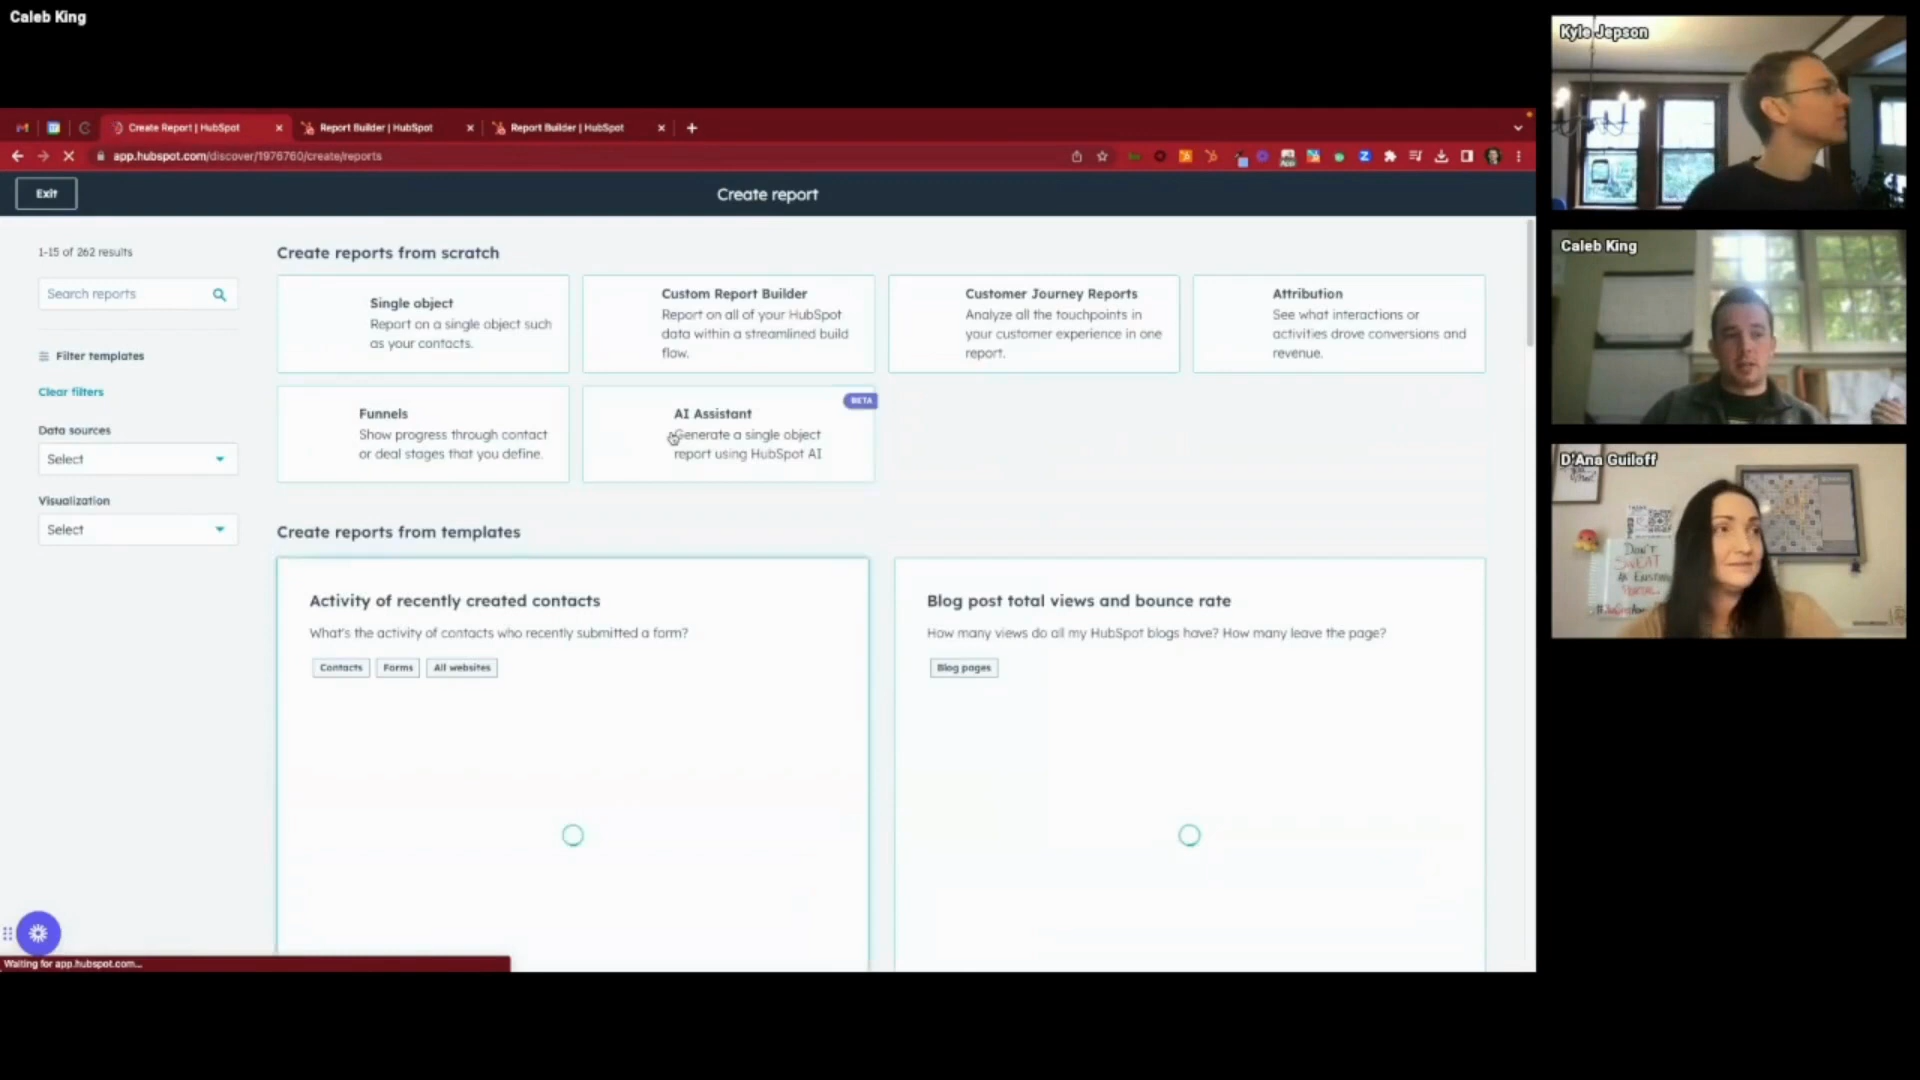 Caleb King
Kyle Jepson
Create Report | HubSpot
Report Builder | HubSpot
Report Builder | HubSpot
app.hubspot.com/discover/1976760/create/reports
Exit
Create report
1-15 of 262 results
Search reports
Filter templates
Clear filters
Data sources
Select
Visualization
Select
Create reports from scratch
Single object
Report on a single object such
as your contacts.
Custom Report Builder
Report on all of your HubSpot
data within a streamlined build
flow.
Customer Journey Reports
Analyze all the touchpoints in
your customer experience in one
report.
Attribution
See what interactions or
activities drove conversions and
revenue.
Funnels
Show progress through contact
or deal stages that you define.
BETA
AI Assistant
Generate a single object
report using HubSpot AI
Create reports from templates
Activity of recently created contacts
What's the activity of contacts who recently submitted a form?
Contacts
Forms
All websites
Blog post total views and bounce rate
How many views do all my HubSpot blogs have? How many leave the page?
Blog pages
Waiting for app.hubspot.com...
Caleb King
D'Ana Guiloff
DON'T
SWEAT